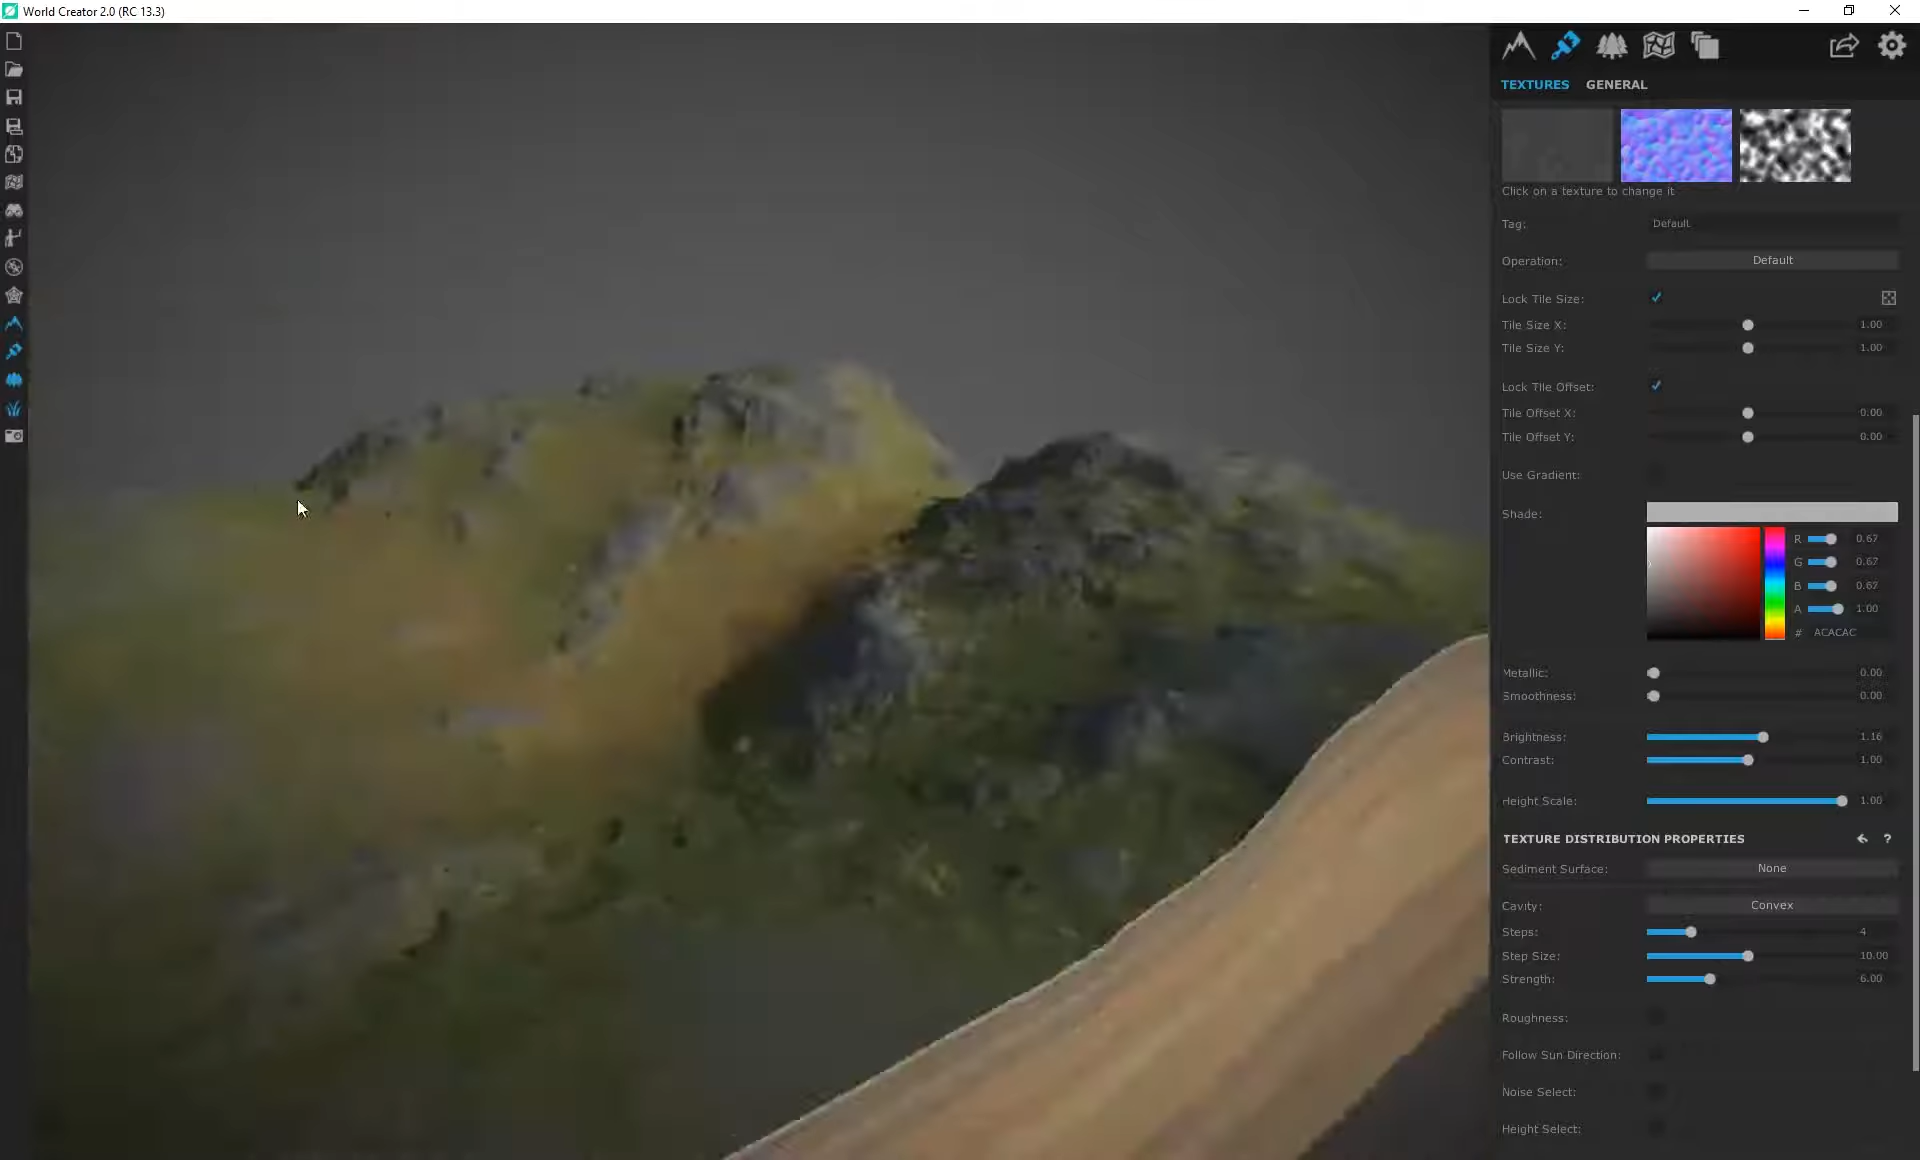 World Creator 2.0 (RC 13.3)
TEXTURES GENERAL
Click on a texture to change it
Tag: Default
Operation: Default
Lock Tile Size:
Tile Size X: 1.00
Tile Size Y: 1.00
Lock Tile Offset:
Tile Offset X: 0.00
Tile Offset Y: 0.00
Use Gradient:
Shade:
R 0.67
G 0.67
B 0.67
A 1.00
# ACACAC
Metallic: 0.00
Smoothness: 0.00
Brightness: 1.16
Contrast: 1.00
Height Scale: 1.00
TEXTURE DISTRIBUTION PROPERTIES ?
Sediment Surface: None
Cavity: Convex
Steps: 4
Step Size: 10.00
Strength: 6.00
Roughness:
Follow Sun Direction:
Noise Select:
Height Select: